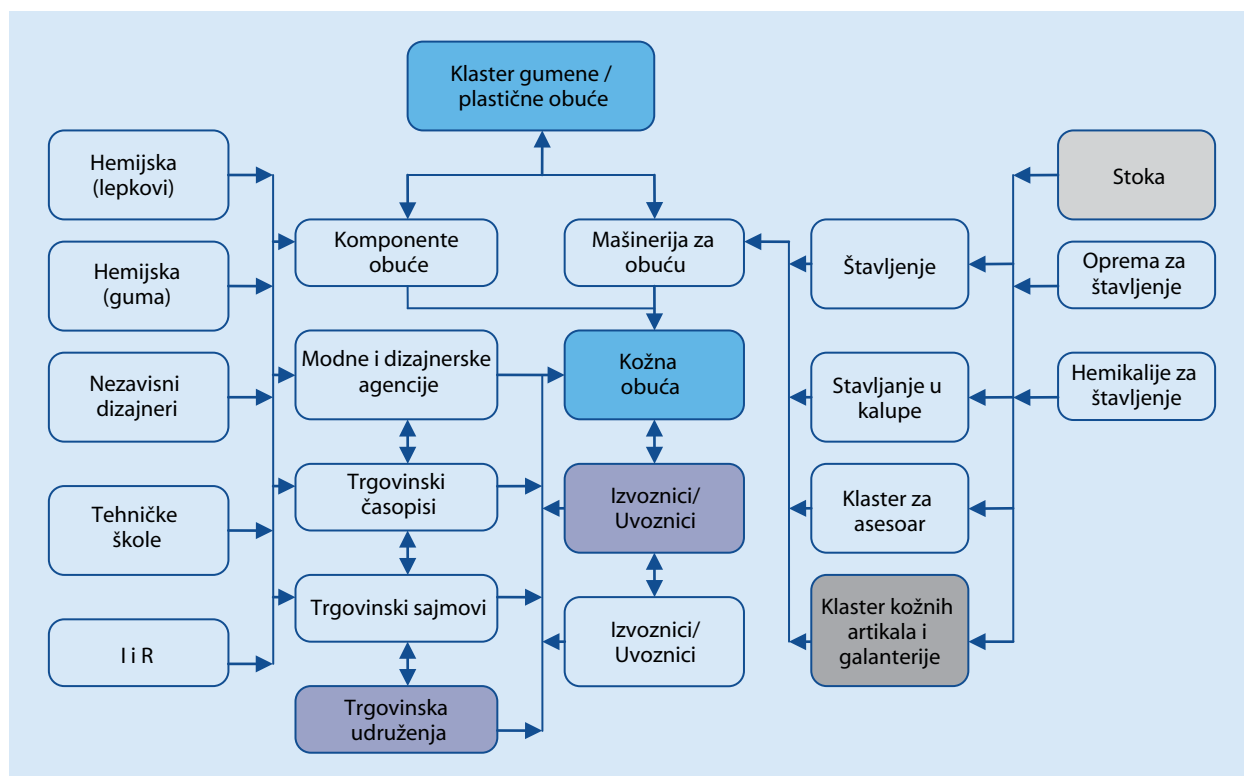 Klaster gumene /
plastične obuće
Hemijska
(lepkovi)
Stoka
Komponente
obuće
Mašinerija za
obuću
Štavljenje
Oprema za
štavljenje
Hemijska
(guma)
Modne i dizajnerske
agencije
Kožna
obuća
Nezavisni
dizajneri
Stavljanje u
kalupe
Hemikalije za
štavljenje
Trgovinski
časopisi
Izvoznici/
Uvoznici
Klaster za
asesoar
Tehničke
škole
Trgovinski sajmovi
Izvoznici/
Uvoznici
Klaster kožnih
artikala i
galanterije
I i R
Trgovinska
udruženja